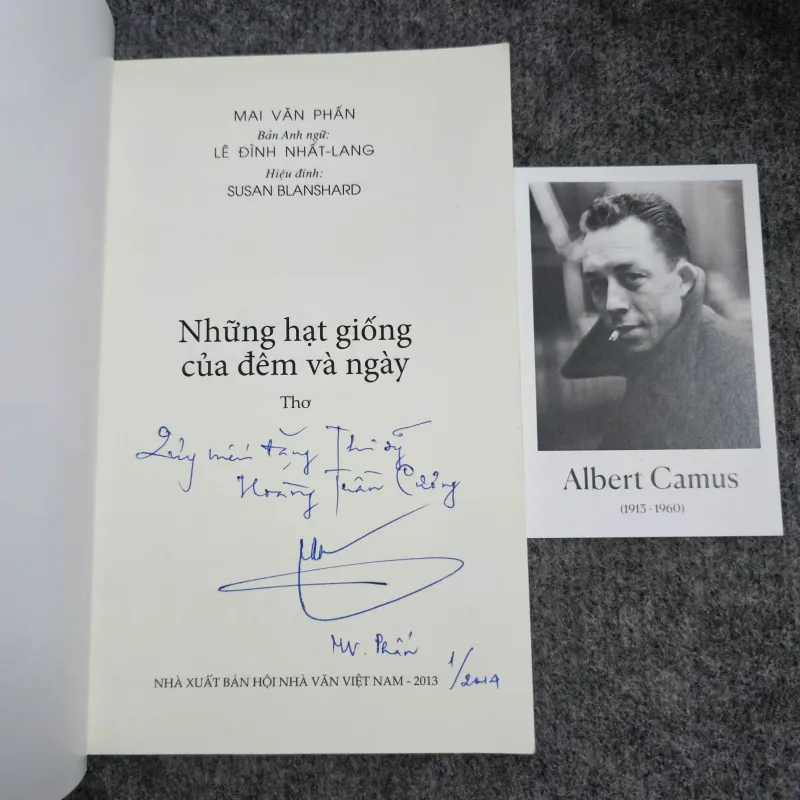 MAI VĂN PHẤN
Bản Anh ngữ:
LÊ ĐÌNH NHẤT-LANG
Hiệu đính:
SUSAN BLANSHARD
Những hạt giống
của đêm và ngày
Thơ
Quý mến tặng Thi sỹ
Hoàng Trần Cương
MV. Phấn
1/2014
NHÀ XUẤT BẢN HỘI NHÀ VĂN VIỆT NAM - 2013
Albert Camus
(1913 - 1960)